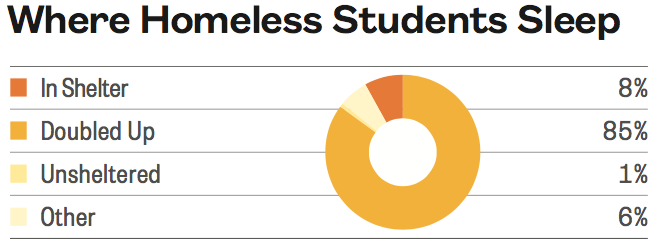 Where Homeless Students Sleep
In Shelter 8%
Doubled Up 85%
Unsheltered 1%
Other 6%